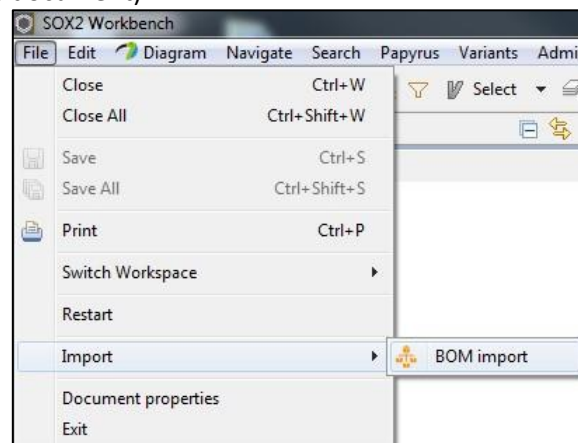 SOX2 Workbench
File Edit Diagram Navigate Search Papyrus Variants
Close Ctrl+W
Select
Close All Ctrl+Shift+W
Save Ctrl+S
Save All Ctrl+Shift+S
Print Ctrl+P
Switch Workspace
Restart
Import
BOM import
Document properties
Exit